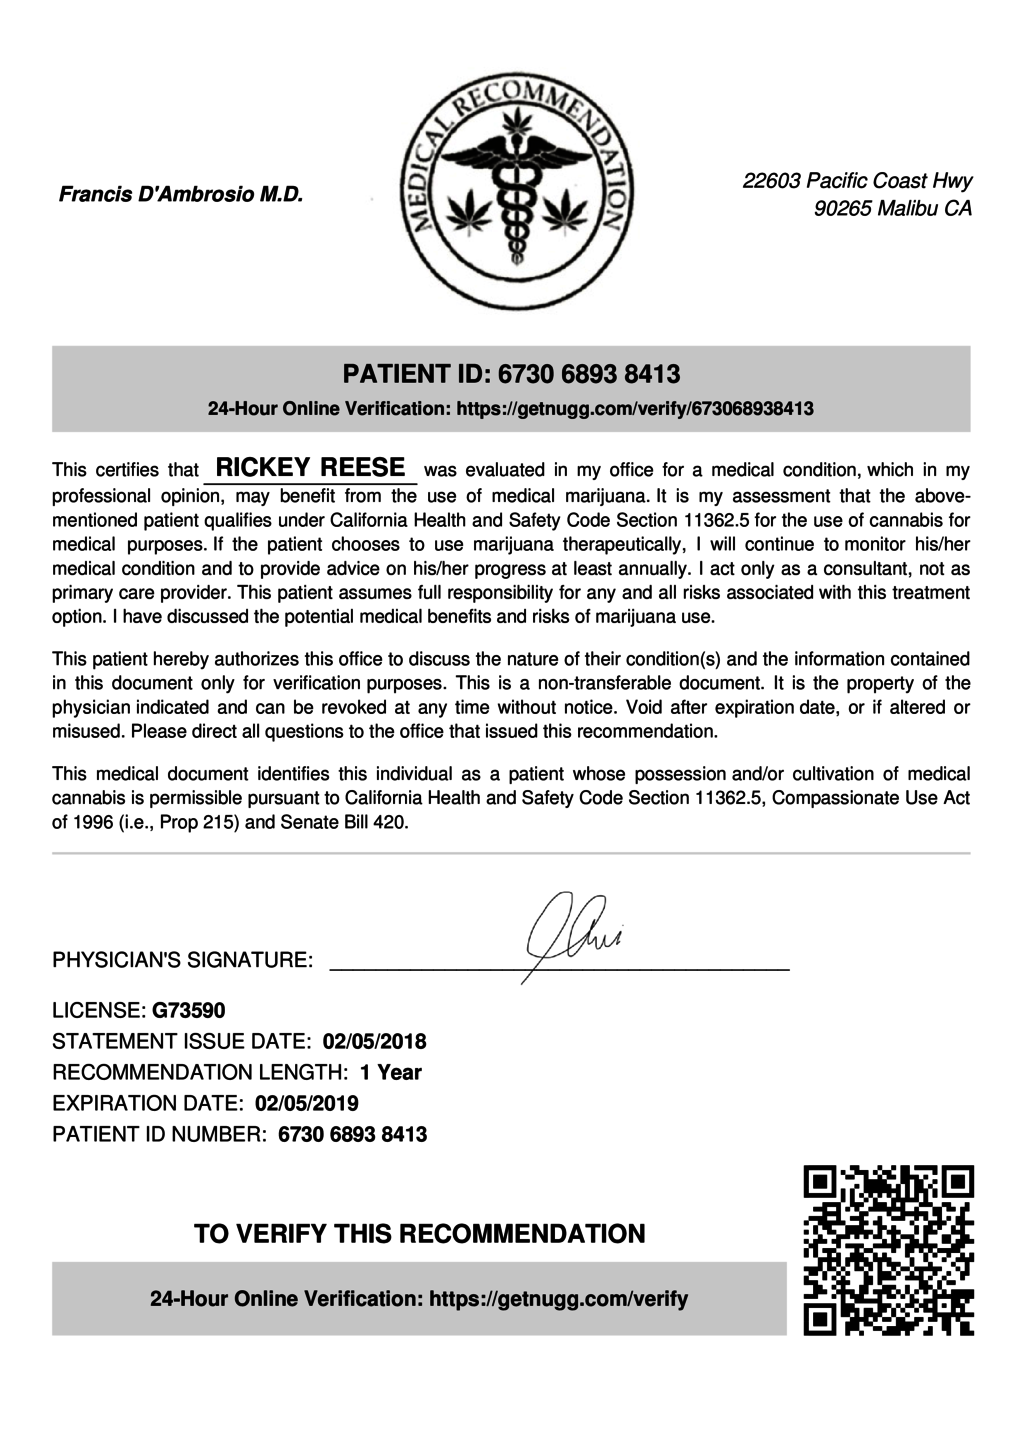 MEDICAL RECOMMENDATION
Francis D'Ambrosio M.D.
22603 Pacific Coast Hwy
90265 Malibu CA
PATIENT ID: 6730 6893 8413
24-Hour Online Verification: https://getnugg.com/verify/673068938413
This certifies that RICKEY REESE was evaluated in my office for a medical condition, which in my
professional opinion, may benefit from the use of medical marijuana. It is my assessment that the above-
mentioned patient qualifies under California Health and Safety Code Section 11362.5 for the use of cannabis for
medical purposes. If the patient chooses to use marijuana therapeutically, I will continue to monitor his/her
medical condition and to provide advice on his/her progress at least annually. I act only as a consultant, not as
primary care provider. This patient assumes full responsibility for any and all risks associated with this treatment
option. I have discussed the potential medical benefits and risks of marijuana use.
This patient hereby authorizes this office to discuss the nature of their condition(s) and the information contained
in this document only for verification purposes. This is a non-transferable document. It is the property of the
physician indicated and can be revoked at any time without notice. Void after expiration date, or if altered or
misused. Please direct all questions to the office that issued this recommendation.
This medical document identifies this individual as a patient whose possession and/or cultivation of medical
cannabis is permissible pursuant to California Health and Safety Code Section 11362.5, Compassionate Use Act
of 1996 (i.e., Prop 215) and Senate Bill 420.
PHYSICIAN'S SIGNATURE:
LICENSE: G73590
STATEMENT ISSUE DATE: 02/05/2018
RECOMMENDATION LENGTH: 1 Year
EXPIRATION DATE: 02/05/2019
PATIENT ID NUMBER: 6730 6893 8413
TO VERIFY THIS RECOMMENDATION
24-Hour Online Verification: https://getnugg.com/verify